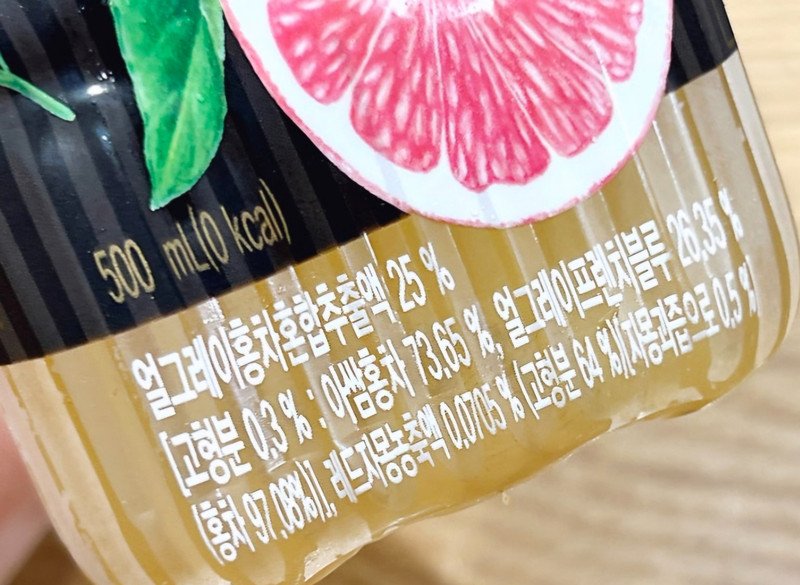 500 mL(0 kcal)
얼그레이홍차혼합추출액 25 %
[고형분 0.3 % ; 아쌈홍차 73.65 %, 얼그레이프렌치블루 26.35 %
(홍차 97.08%)], 레드자몽농축액 0.0705 % (고형분 64 %)(자몽과즙으로 0.5 %)